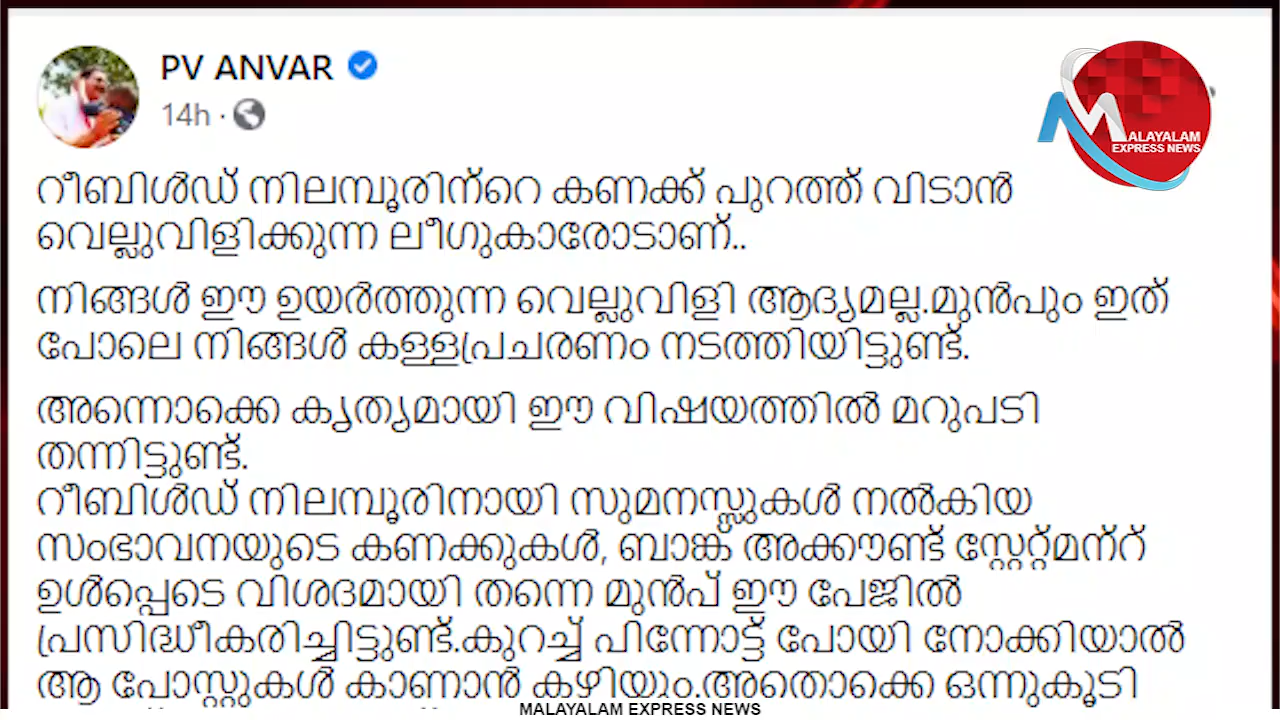 PV ANVAR
14h ·
MALAYALAM
EXPRESS NEWS
റീബിൾഡ് നിലമ്പൂരിന്റെ കണക്ക് പുറത്ത് വിടാൻ
വെല്ലുവിളിക്കുന്ന ലീഗുകാരോടാണ്..
നിങ്ങൾ ഈ ഉയർത്തുന്ന വെല്ലുവിളി ആദ്യമല്ല.മുൻപും ഇത്
പോലെ നിങ്ങൾ കള്ളപ്രചരണം നടത്തിയിട്ടുണ്ട്.
അന്നൊക്കെ കൃത്യമായി ഈ വിഷയത്തിൽ മറുപടി
തന്നിട്ടുണ്ട്.
റീബിൾഡ് നിലമ്പൂരിനായി സുമനസ്സുകൾ നൽകിയ
സംഭാവനയുടെ കണക്കുകൾ, ബാങ്ക് അക്കൗണ്ട് സ്റ്റേറ്റ്മന്റ്
ഉൾപ്പെടെ വിശദമായി തന്നെ മുൻപ് ഈ പേജിൽ
പ്രസിദ്ധീകരിച്ചിട്ടുണ്ട്.കുറച്ച് പിന്നോട്ട് പോയി നോക്കിയാൽ
ആ പോസ്റ്റുകൾ കാണാൻ കഴിയും.അതൊക്കെ ഒന്നുകൂടി
MALAYALAM EXPRESS NEWS